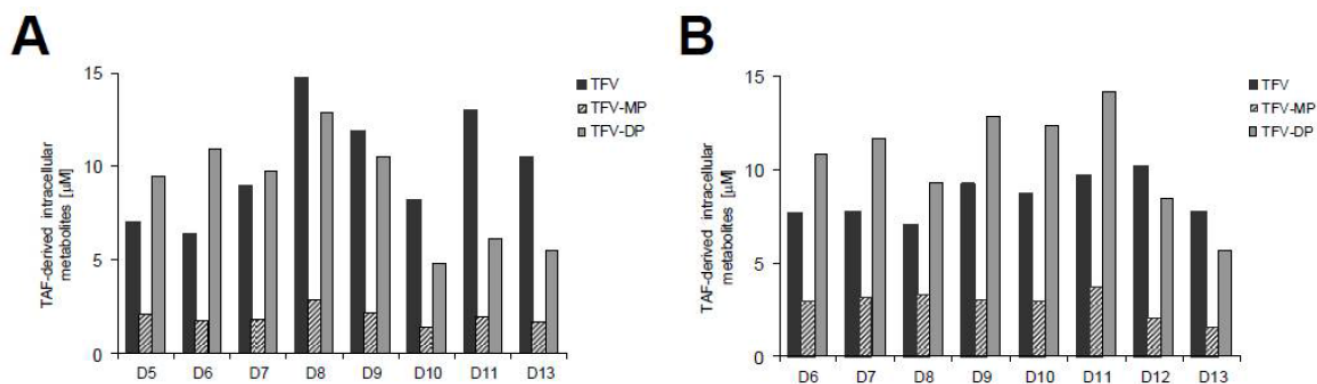 A
TAF-derived intracellular
metabolites [µM]
15
10
5
0
D5 D6 D7 D8 D9 D10 D11 D13
TFV
TFV-MP
TFV-DP
B
TAF-derived intracellular
metabolites [µM]
15
10
5
0
D6 D7 D8 D9 D10 D11 D12 D13
TFV
TFV-MP
TFV-DP